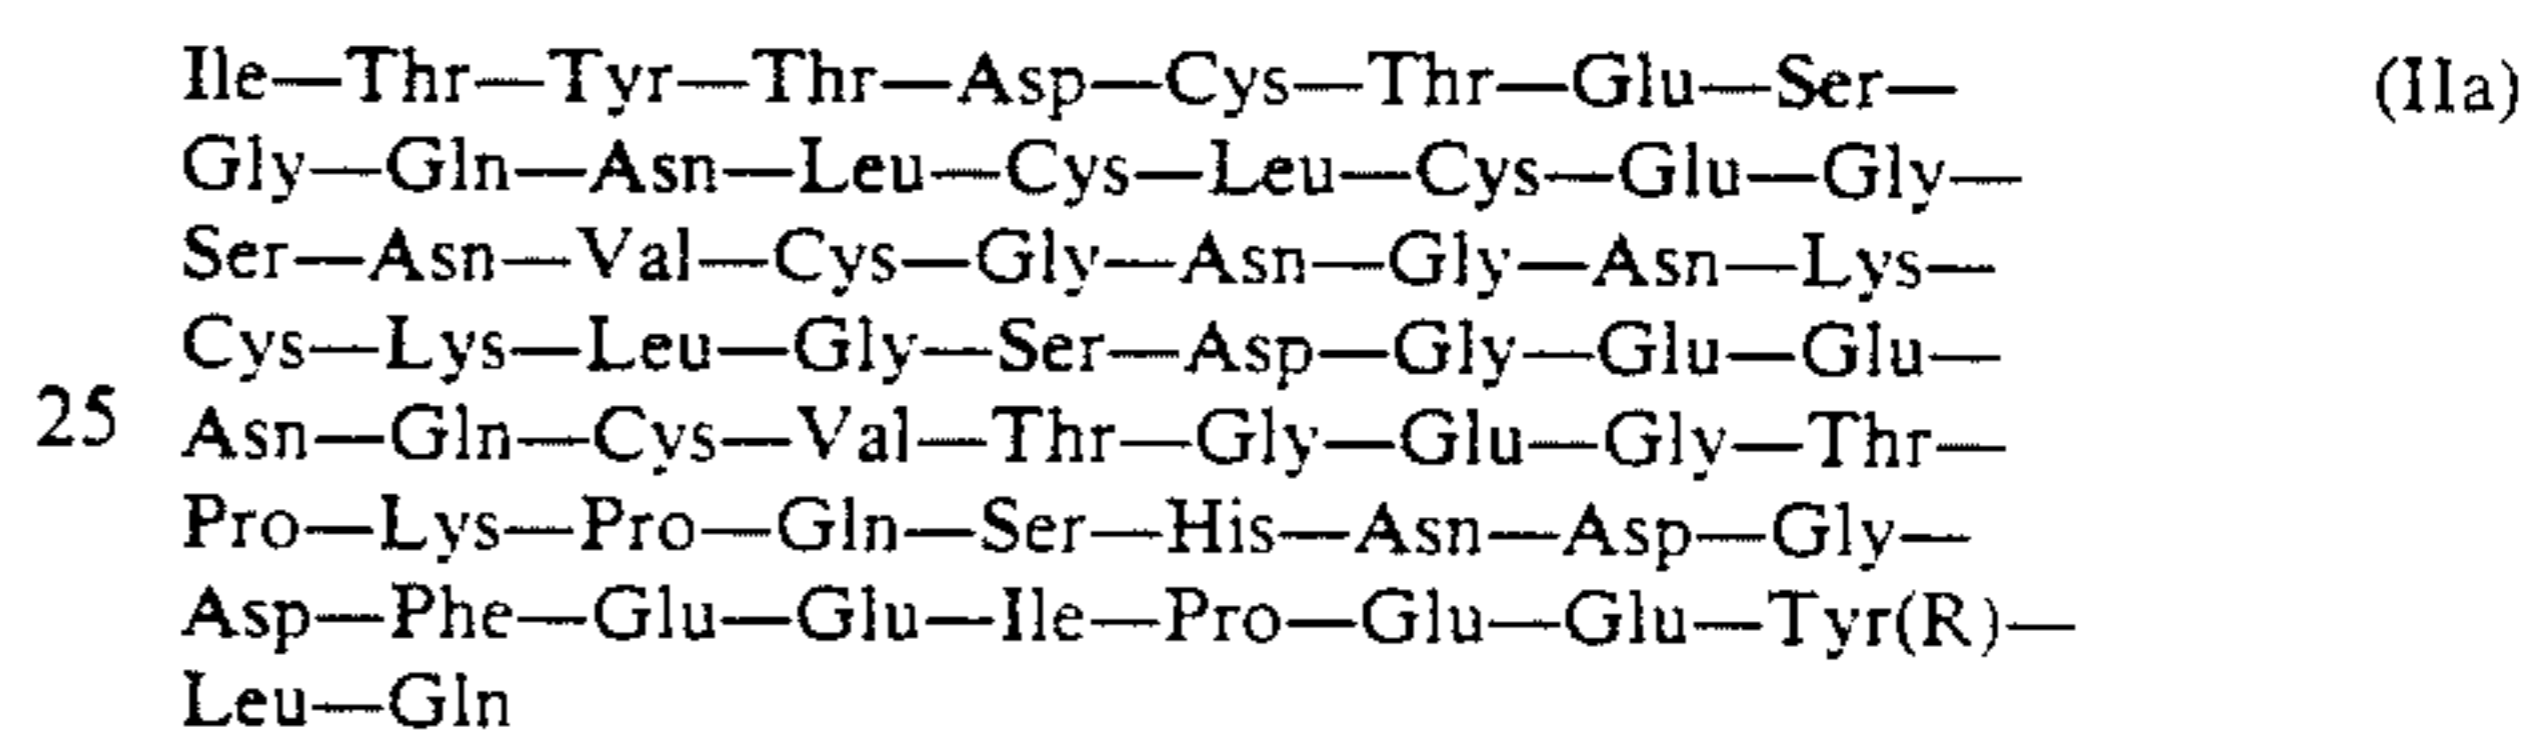 Ile—Thr—Tyr—Thr—Asp—Cys—Thr—Glu—Ser— (IIa)
Gly—Gln—Asn—Leu—Cys—Leu—Cys—Glu—Gly—
Ser—Asn—Val—Cys—Gly—Asn—Gly—Asn—Lys—
Cys—Lys—Leu—Gly—Ser—Asp—Gly—Glu—Glu—
25 Asn—Gln—Cys—Val—Thr—Gly—Glu—Gly—Thr—
Pro—Lys—Pro—Gln—Ser—His—Asn—Asp—Gly—
Asp—Phe—Glu—Glu—Ile—Pro—Glu—Glu—Tyr(R)—
Leu—Gln